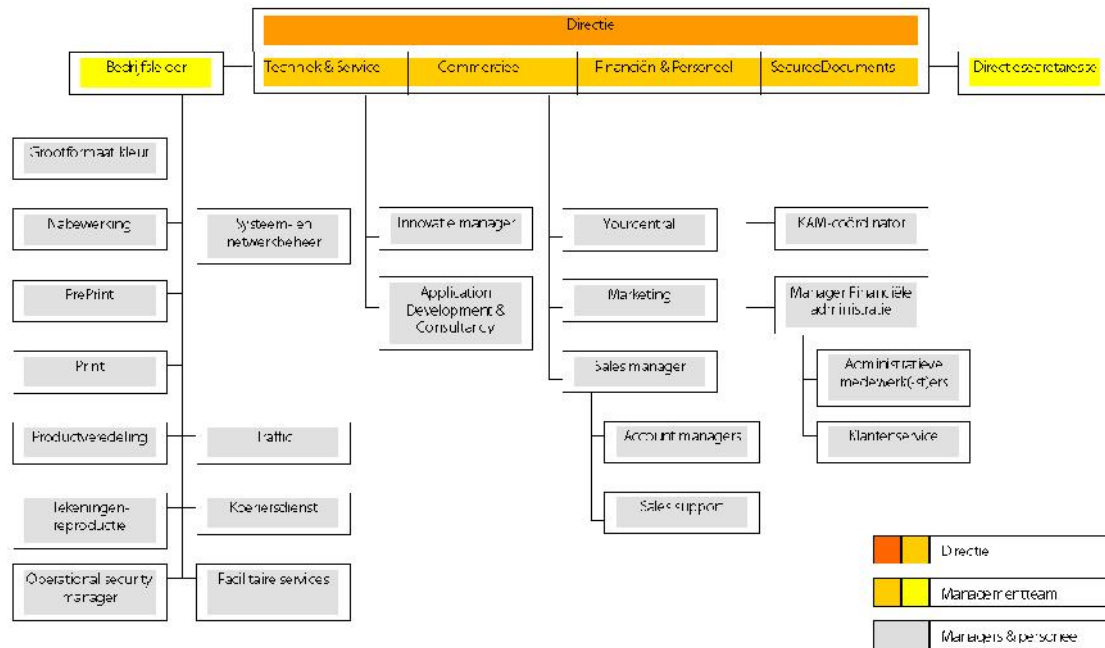 Directie
Bedrijfsleider
Techniek & Service
Commercieel
Financiën & Personeel
SecuredDocuments
Directiesecretaresse
Grootformaat kleur
Nabewerking
Systeem- en
netwerkbeheer
Innovatie manager
Yourcentral
KAM-coördinator
PrePrint
Application
Development &
Consultancy
Marketing
Manager Financiële
administratie
Print
Sales manager
Administratieve
medewerk(-st)ers
Productveredeling
Traffic
Account managers
Klantenservice
Tekeningen-
reproductie
Koeriersdienst
Sales support
Operational security
manager
Facilitaire services
Directie
Managementteam
Managers & personeel